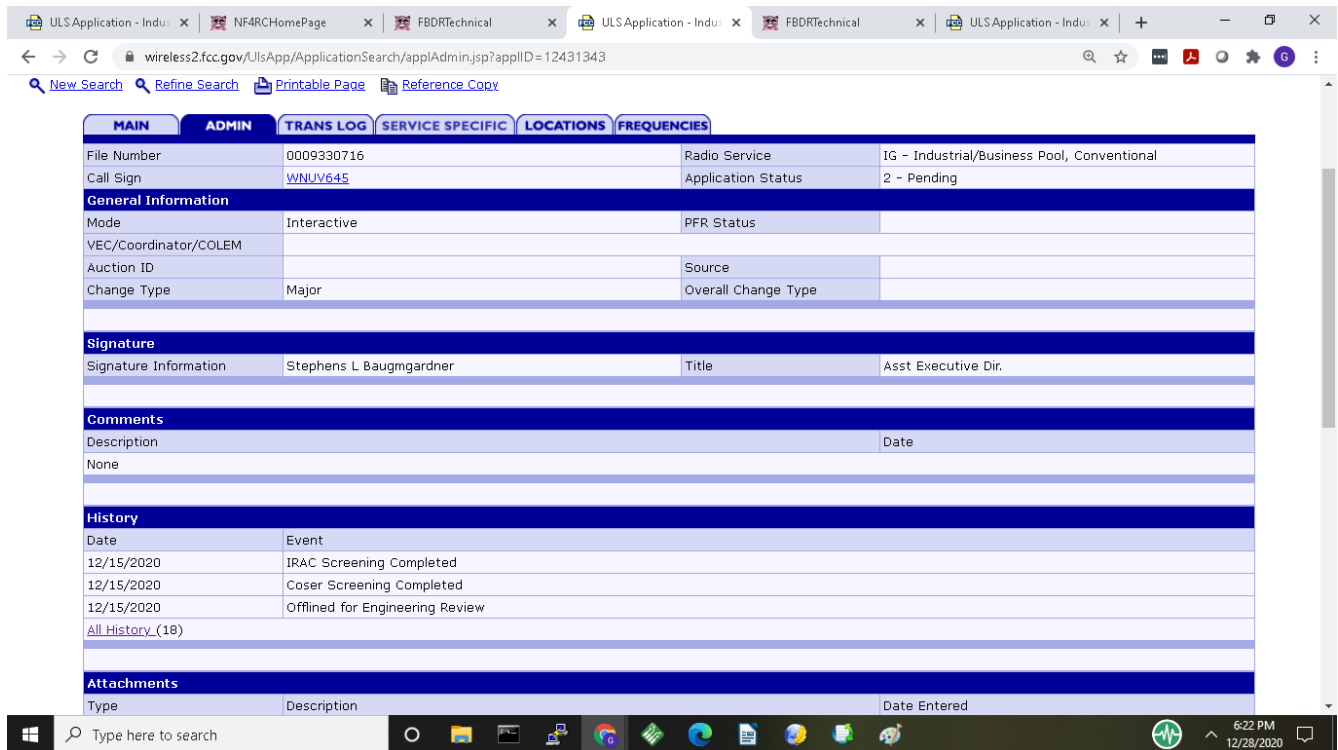 ULS Application - Indus
NF4RCHomePage
FBDRTechnical
ULS Application - Indus
FBDRTechnical
ULS Application - Indus
wireless2.fcc.gov/UlsApp/ApplicationSearch/applAdmin.jsp?applID=12431343
G
New Search Refine Search Printable Page Reference Copy
MAIN ADMIN TRANS LOG SERVICE SPECIFIC LOCATIONS FREQUENCIES
File Number 0009330716 Radio Service IG - Industrial/Business Pool, Conventional
Call Sign WNUV645 Application Status 2 - Pending
General Information
Mode Interactive PFR Status
VEC/Coordinator/COLEM
Auction ID Source
Change Type Major Overall Change Type
Signature
Signature Information Stephens L Baugmgardner Title Asst Executive Dir.
Comments
Description Date
None
History
Date Event
12/15/2020 IRAC Screening Completed
12/15/2020 Coser Screening Completed
12/15/2020 Offlined for Engineering Review
All History (18)
Attachments
Type Description Date Entered
Type here to search
6:22 PM
12/28/2020